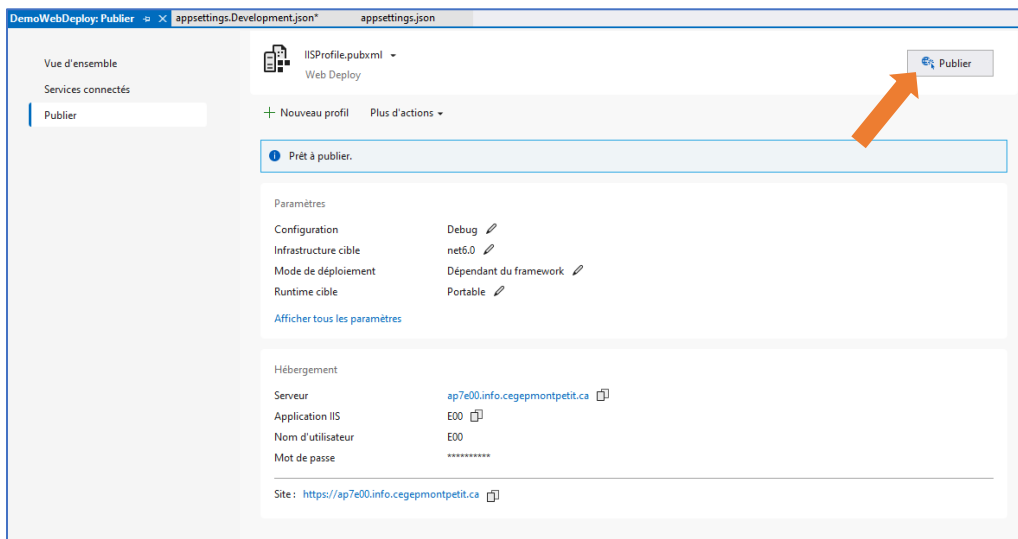 DemoWebDeploy: Publier appsettings.Development.json* appsettings.json
Vue d'ensemble
Services connectés
Publier
IISProfile.pubxml
Web Deploy
Publier
Nouveau profil Plus d'actions
Prêt à publier.
Paramètres
Configuration Debug
Infrastructure cible net6.0
Mode de déploiement Dépendant du framework
Runtime cible Portable
Afficher tous les paramètres
Hébergement
Serveur ap7e00.info.cegepmontpetit.ca
Application IIS E00
Nom d'utilisateur E00
Mot de passe **********
Site : https://ap7e00.info.cegepmontpetit.ca